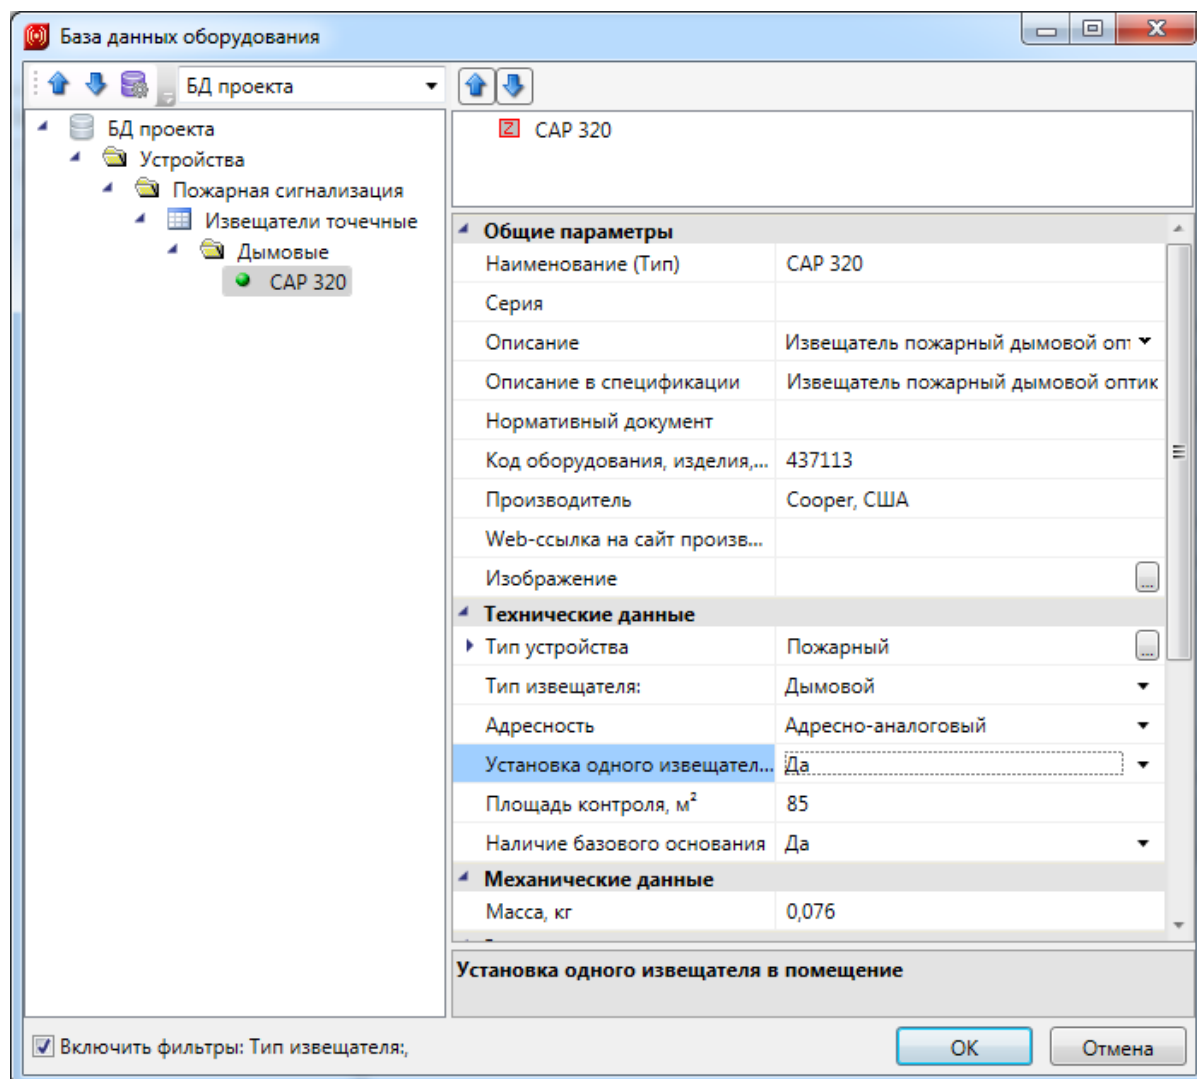 База данных оборудования
БД проекта
БД проекта
Устройства
Пожарная сигнализация
Извещатели точечные
Дымовые
CAP 320
CAP 320
Общие параметры
Наименование (Тип) CAP 320
Серия
Описание Извещатель пожарный дымовой опт
Описание в спецификации Извещатель пожарный дымовой оптик
Нормативный документ
Код оборудования, изделия,... 437113
Производитель Cooper, США
Web-ссылка на сайт произв...
Изображение ...
Технические данные
Тип устройства Пожарный ...
Тип извещателя: Дымовой
Адресность Адресно-аналоговый
Установка одного извещател... Да
Площадь контроля, м² 85
Наличие базового основания Да
Механические данные
Масса, кг 0,076
Установка одного извещателя в помещение
Включить фильтры: Тип извещателя:,
OK Отмена